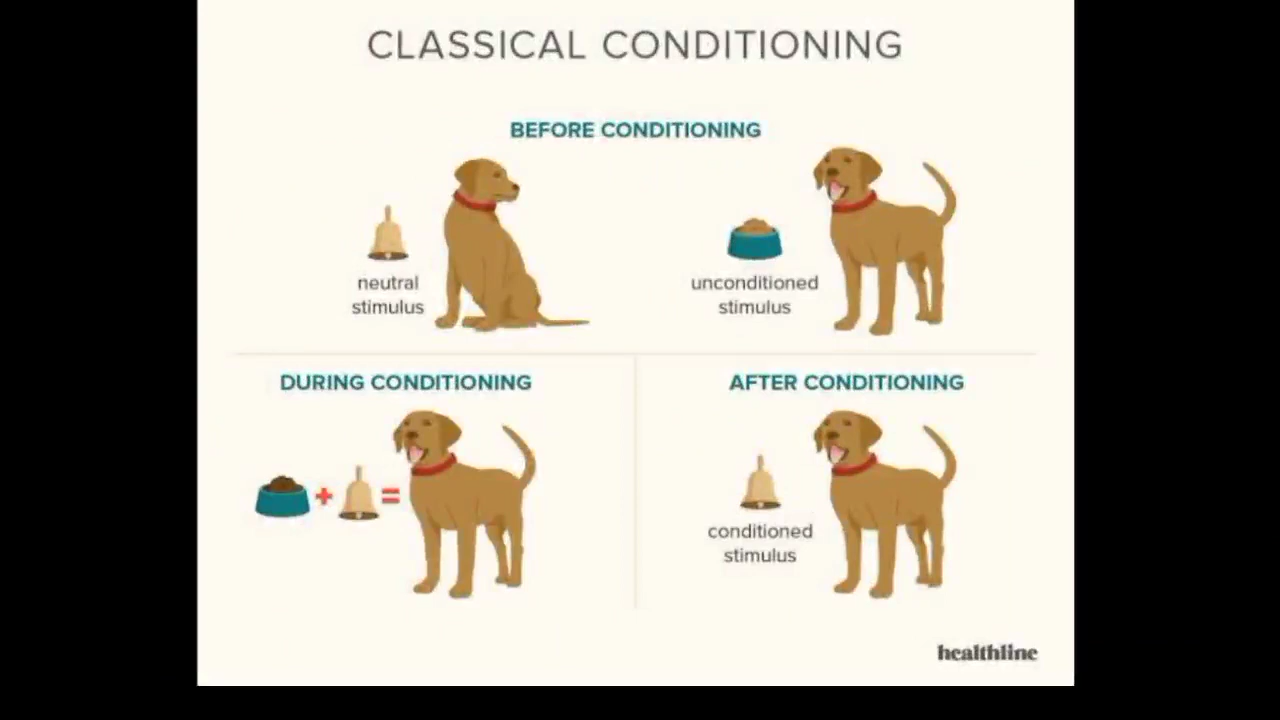 CLASSICAL CONDITIONING
BEFORE CONDITIONING
neutral
stimulus
unconditioned
stimulus
DURING CONDITIONING
+
=
AFTER CONDITIONING
conditioned
stimulus
healthline